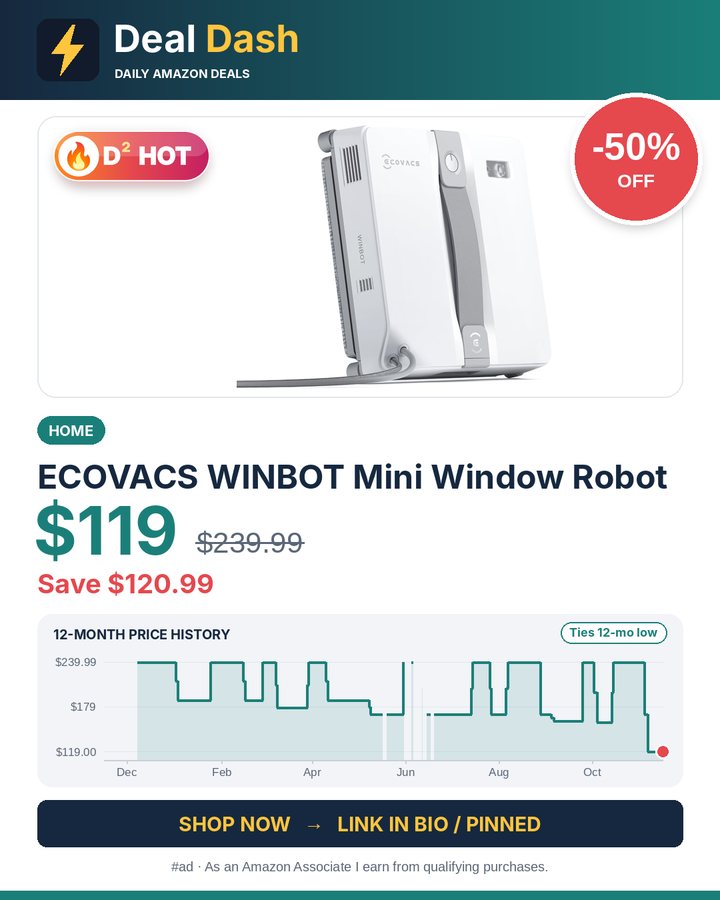 Deal Dash
DAILY AMAZON DEALS
-50%
OFF
D² HOT
ECOVACS
WINBOT
HOME
ECOVACS WINBOT Mini Window Robot
$119 $239.99
Save $120.99
12-MONTH PRICE HISTORY
Ties 12-mo low
$239.99
$179
$119.00
Dec Feb Apr Jun Aug Oct
SHOP NOW → LINK IN BIO / PINNED
#ad · As an Amazon Associate I earn from qualifying purchases.